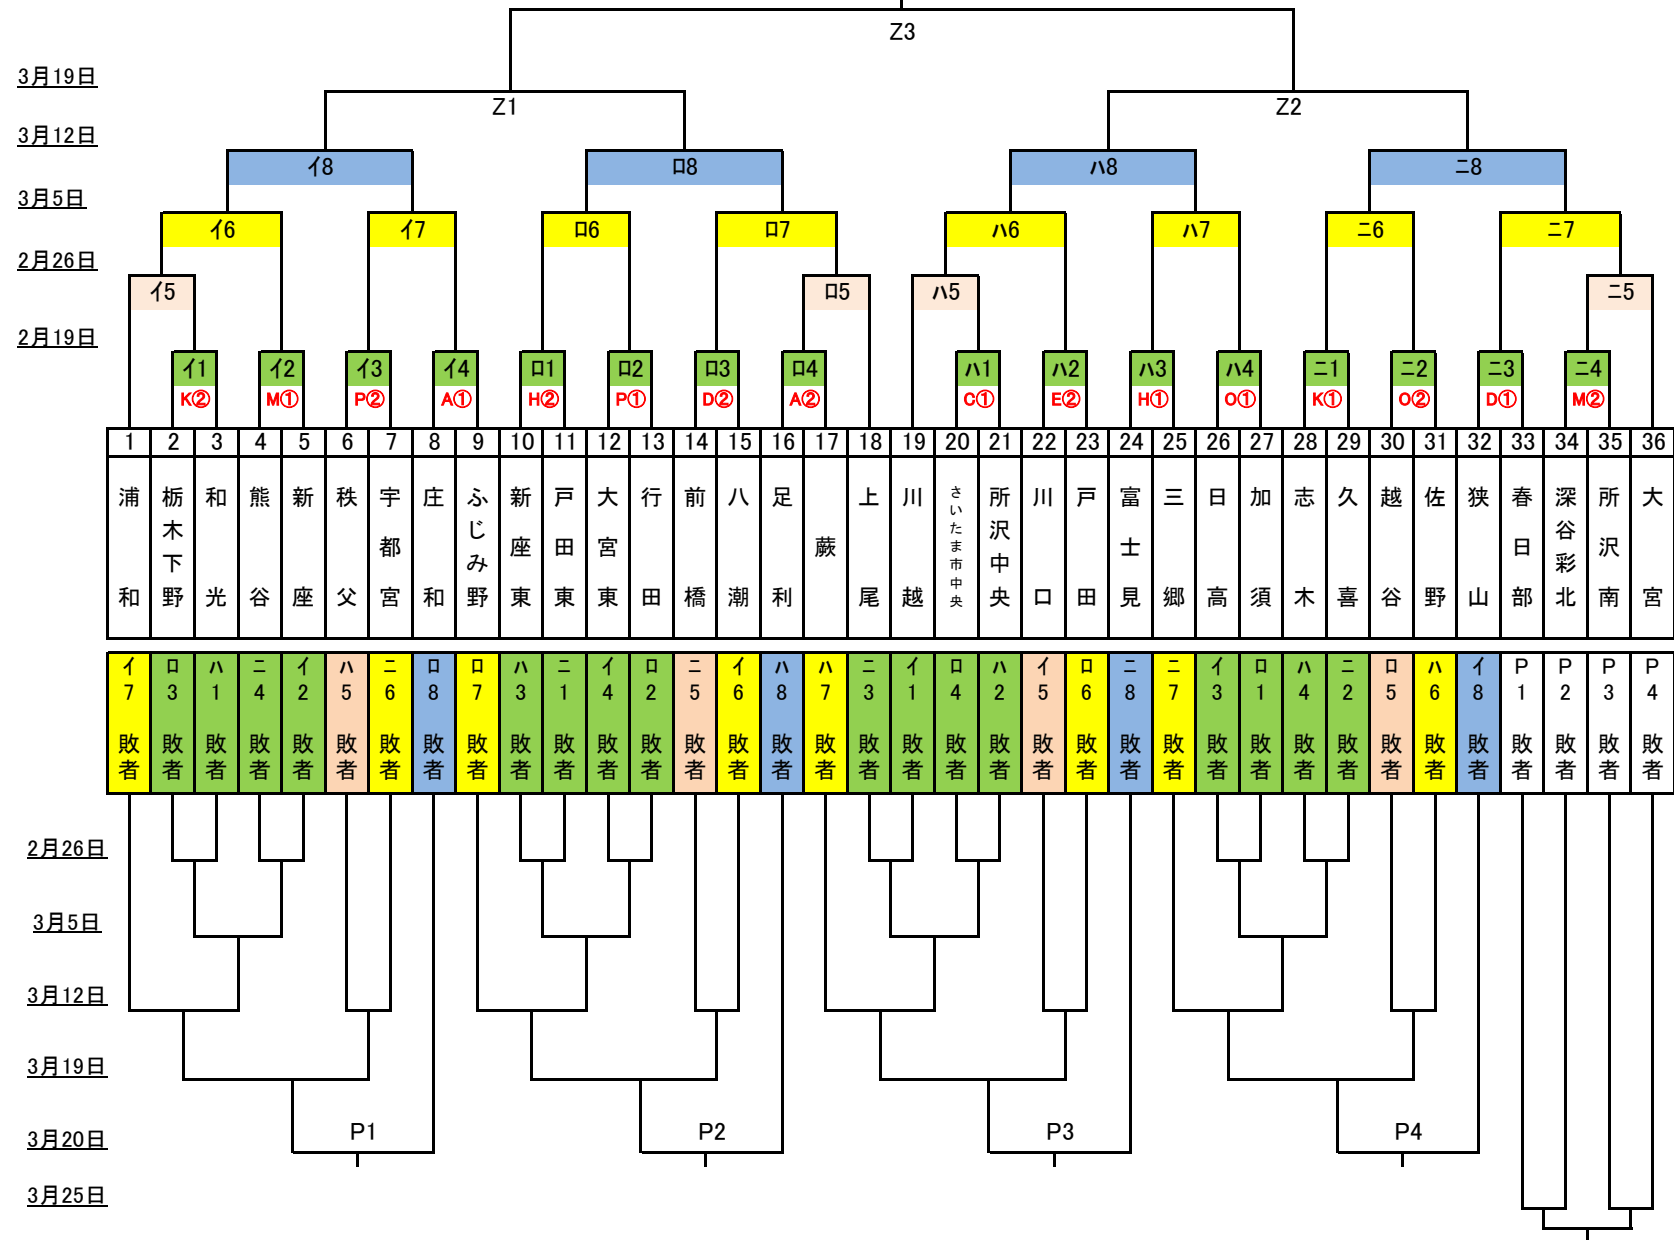 Z3
3月19日
Z1 Z2
3月12日
イ8 ロ8 ハ8 ニ8
3月5日
イ6 イ7 ロ6 ロ7 ハ6 ハ7 ニ6 ニ7
2月26日
イ5 ロ5 ハ5 ニ5
2月19日
イ1 イ2 イ3 イ4 ロ1 ロ2 ロ3 ロ4 ハ1 ハ2 ハ3 ハ4 ニ1 ニ2 ニ3 ニ4
K② M① P② A① H② P① D② A② C① E② H① O① K① O② D① M②
1 2 3 4 5 6 7 8 9 10 11 12 13 14 15 16 17 18 19 20 21 22 23 24 25 26 27 28 29 30 31 32 33 34 35 36
浦和
栃木下野
和光
熊谷
新座
秩父
宇都宮
庄和
ふじみ野
新座東
戸田東
大宮東
行田
前橋
八潮
足利
蕨
上尾
川越
さいたま市中央
所沢中央
川口
戸田
富士見
三郷
日高
加須
志木
久喜
越谷
佐野
狭山
春日部
深谷彩北
所沢南
大宮
イ7敗者
ロ3敗者
ハ1敗者
ニ4敗者
イ2敗者
ハ5敗者
ニ6敗者
ロ8敗者
ロ7敗者
ハ3敗者
ニ1敗者
イ4敗者
ロ2敗者
ニ5敗者
イ6敗者
ハ8敗者
ハ7敗者
ニ3敗者
イ1敗者
ロ4敗者
ハ2敗者
イ5敗者
ロ6敗者
ニ8敗者
ニ7敗者
イ3敗者
ロ1敗者
ハ4敗者
ニ2敗者
ロ5敗者
ハ6敗者
イ8敗者
P1敗者
P2敗者
P3敗者
P4敗者
2月26日
3月5日
3月12日
3月19日
P1 P2 P3 P4
3月20日
3月25日